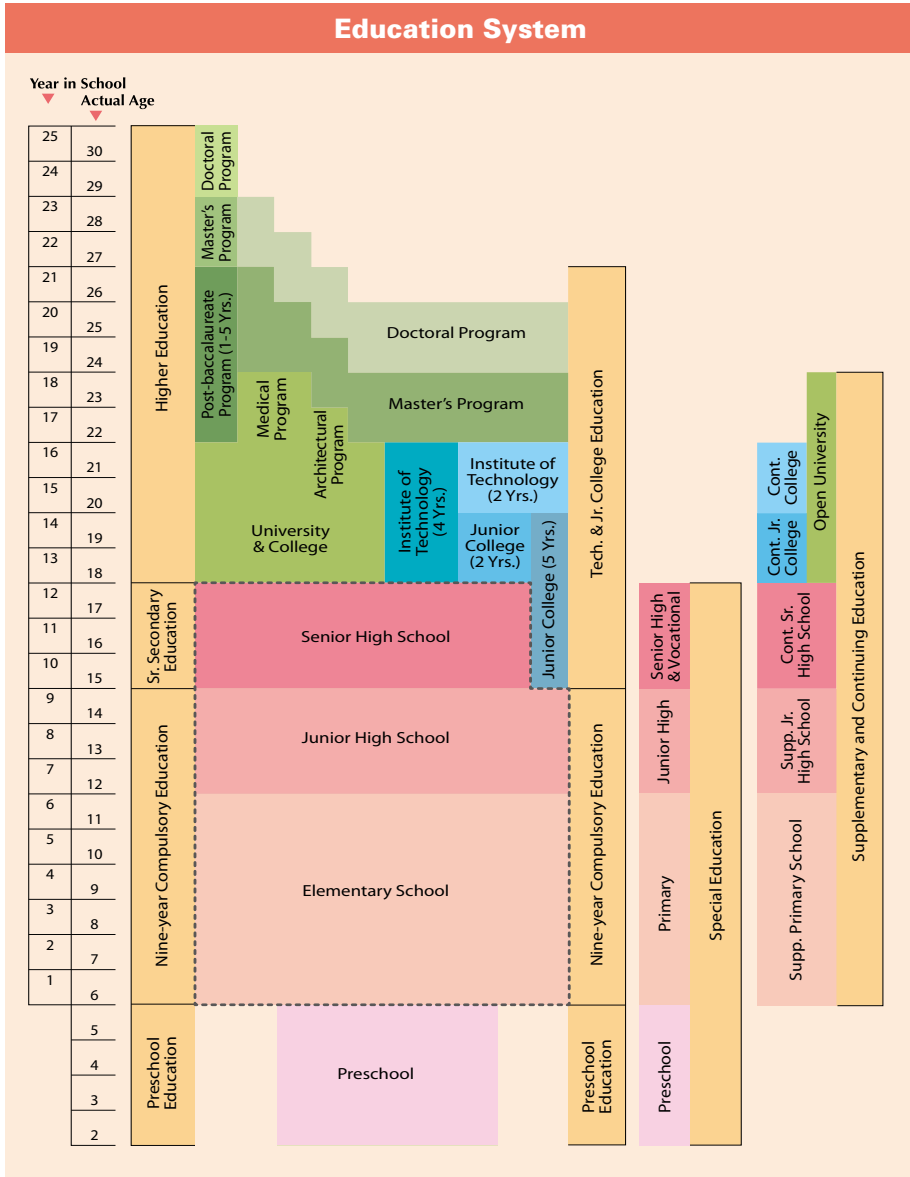 Education System
Year in School
Actual Age
25
30
24
29
23
28
22
27
21
26
20
25
19
24
18
23
17
22
16
21
15
20
14
19
13
18
12
17
11
16
10
15
9
14
8
13
7
12
6
11
5
10
4
9
3
8
2
7
1
6
5
4
3
2
Higher Education
Sr. Secondary
Education
Nine-year Compulsory Education
Preschool
Education
Doctoral
Program
Master's
Program
Post-baccalaureate
Program (1-5 Yrs.)
Medical
Program
Architectural
Program
University
& College
Doctoral Program
Master's Program
Institute of
Technology
(4 Yrs.)
Institute of
Technology
(2 Yrs.)
Junior
College
(2 Yrs.)
Junior College (5 Yrs.)
Senior High School
Junior High School
Elementary School
Preschool
Tech. & Jr. College Education
Nine-year Compulsory Education
Preschool
Education
Senior High
& Vocational
Junior High
Primary
Preschool
Special Education
Cont.
College
Cont. Jr.
College
Open University
Cont. Sr.
High School
Supp. Jr.
High School
Supp. Primary School
Supplementary and Continuing Education